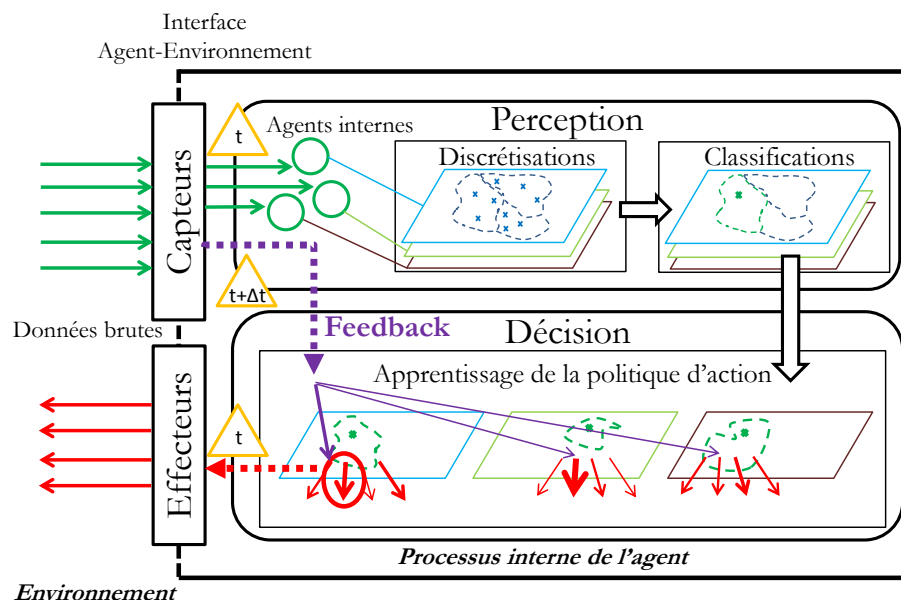 Interface
Agent-Environnement
Capteurs
t
Agents internes
Perception
Discrétisations
Classifications
t+Δt
Données brutes
Feedback
Décision
Apprentissage de la politique d'action
Effecteurs
t
Processus interne de l'agent
Environnement